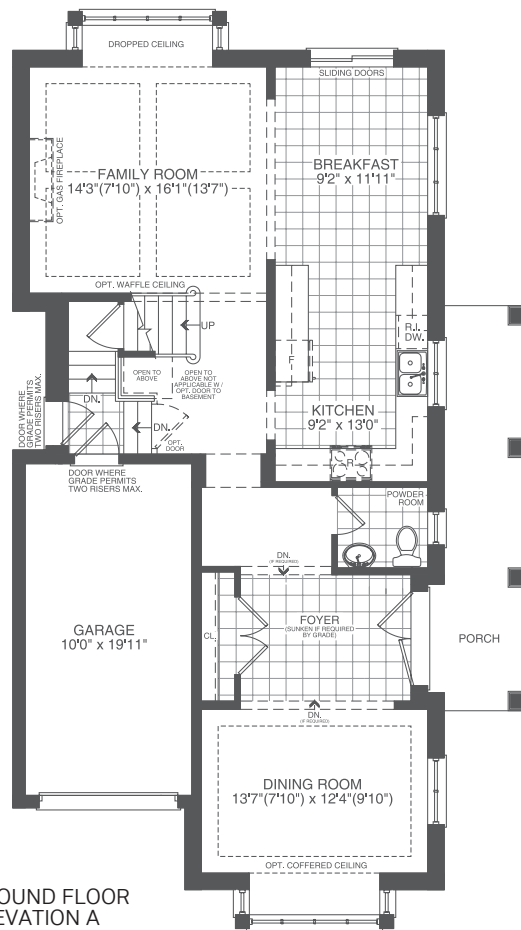 DROPPED CEILING
SLIDING DOORS
OPT. GAS FIREPLACE
FAMILY ROOM
14'3"(7'10") x 16'1"(13'7")
BREAKFAST
9'2" x 11'11"
OPT. WAFFLE CEILING
UP
R.I.
DW.
F
OPEN TO
ABOVE
OPEN TO
ABOVE NOT
APPLICABLE W/
OPT. DOOR TO
BASEMENT
DN.
DN.
OPT.
DOOR
DOOR WHERE
GRADE PERMITS
TWO RISERS MAX.
KITCHEN
9'2" x 13'0"
R
DOOR WHERE
GRADE PERMITS
TWO RISERS MAX.
POWDER
ROOM
DN.
(IF REQUIRED)
GARAGE
10'0" x 19'11"
CL.
FOYER
(SUNKEN IF REQUIRED
BY GRADE)
PORCH
DN.
(IF REQUIRED)
DINING ROOM
13'7"(7'10") x 12'4"(9'10")
OPT. COFFERED CEILING
OUND FLOOR
EVATION A